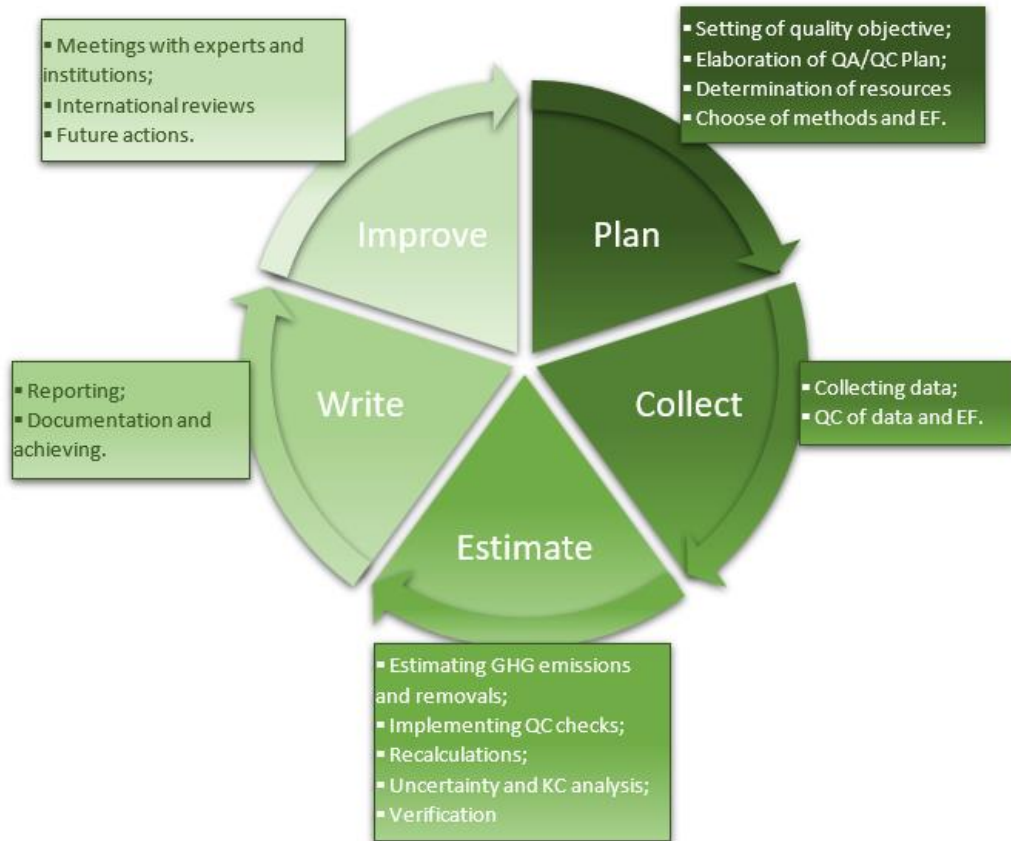 ▪ Meetings with experts and
institutions;
▪ International reviews
▪ Future actions.
▪ Setting of quality objective;
▪ Elaboration of QA/QC Plan;
▪ Determination of resources
▪ Choose of methods and EF.
Improve
Plan
▪ Reporting;
▪ Documentation and
achieving.
Write
Collect
▪ Collecting data;
▪ QC of data and EF.
Estimate
▪ Estimating GHG emissions
and removals;
▪ Implementing QC checks;
▪ Recalculations;
▪ Uncertainty and KC analysis;
▪ Verification